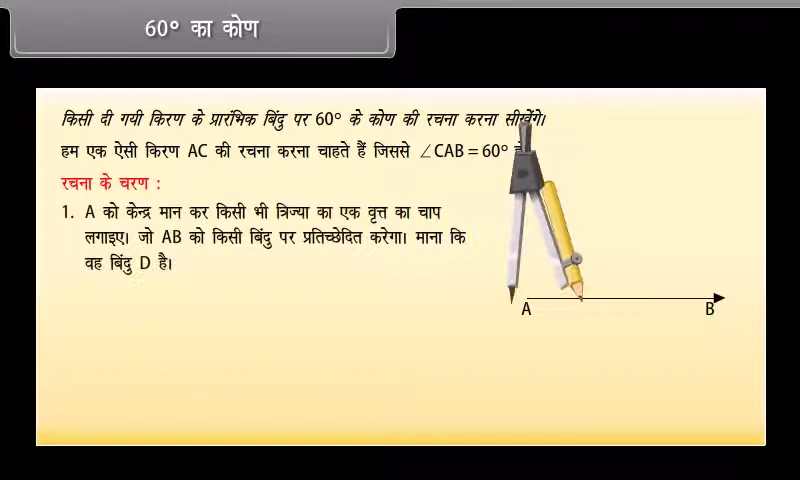 60° का कोण
किसी दी गयी किरण के प्रारंभिक बिंदु पर 60° के कोण की रचना करना सीखेंगे।
हम एक ऐसी किरण AC की रचना करना चाहते हैं जिससे ∠CAB = 60°
रचना के चरण :
1. A को केन्द्र मान कर किसी भी त्रिज्या का एक वृत्त का चाप
लगाइए। जो AB को किसी बिंदु पर प्रतिच्छेदित करेगा। माना कि
वह बिंदु D है।
A B